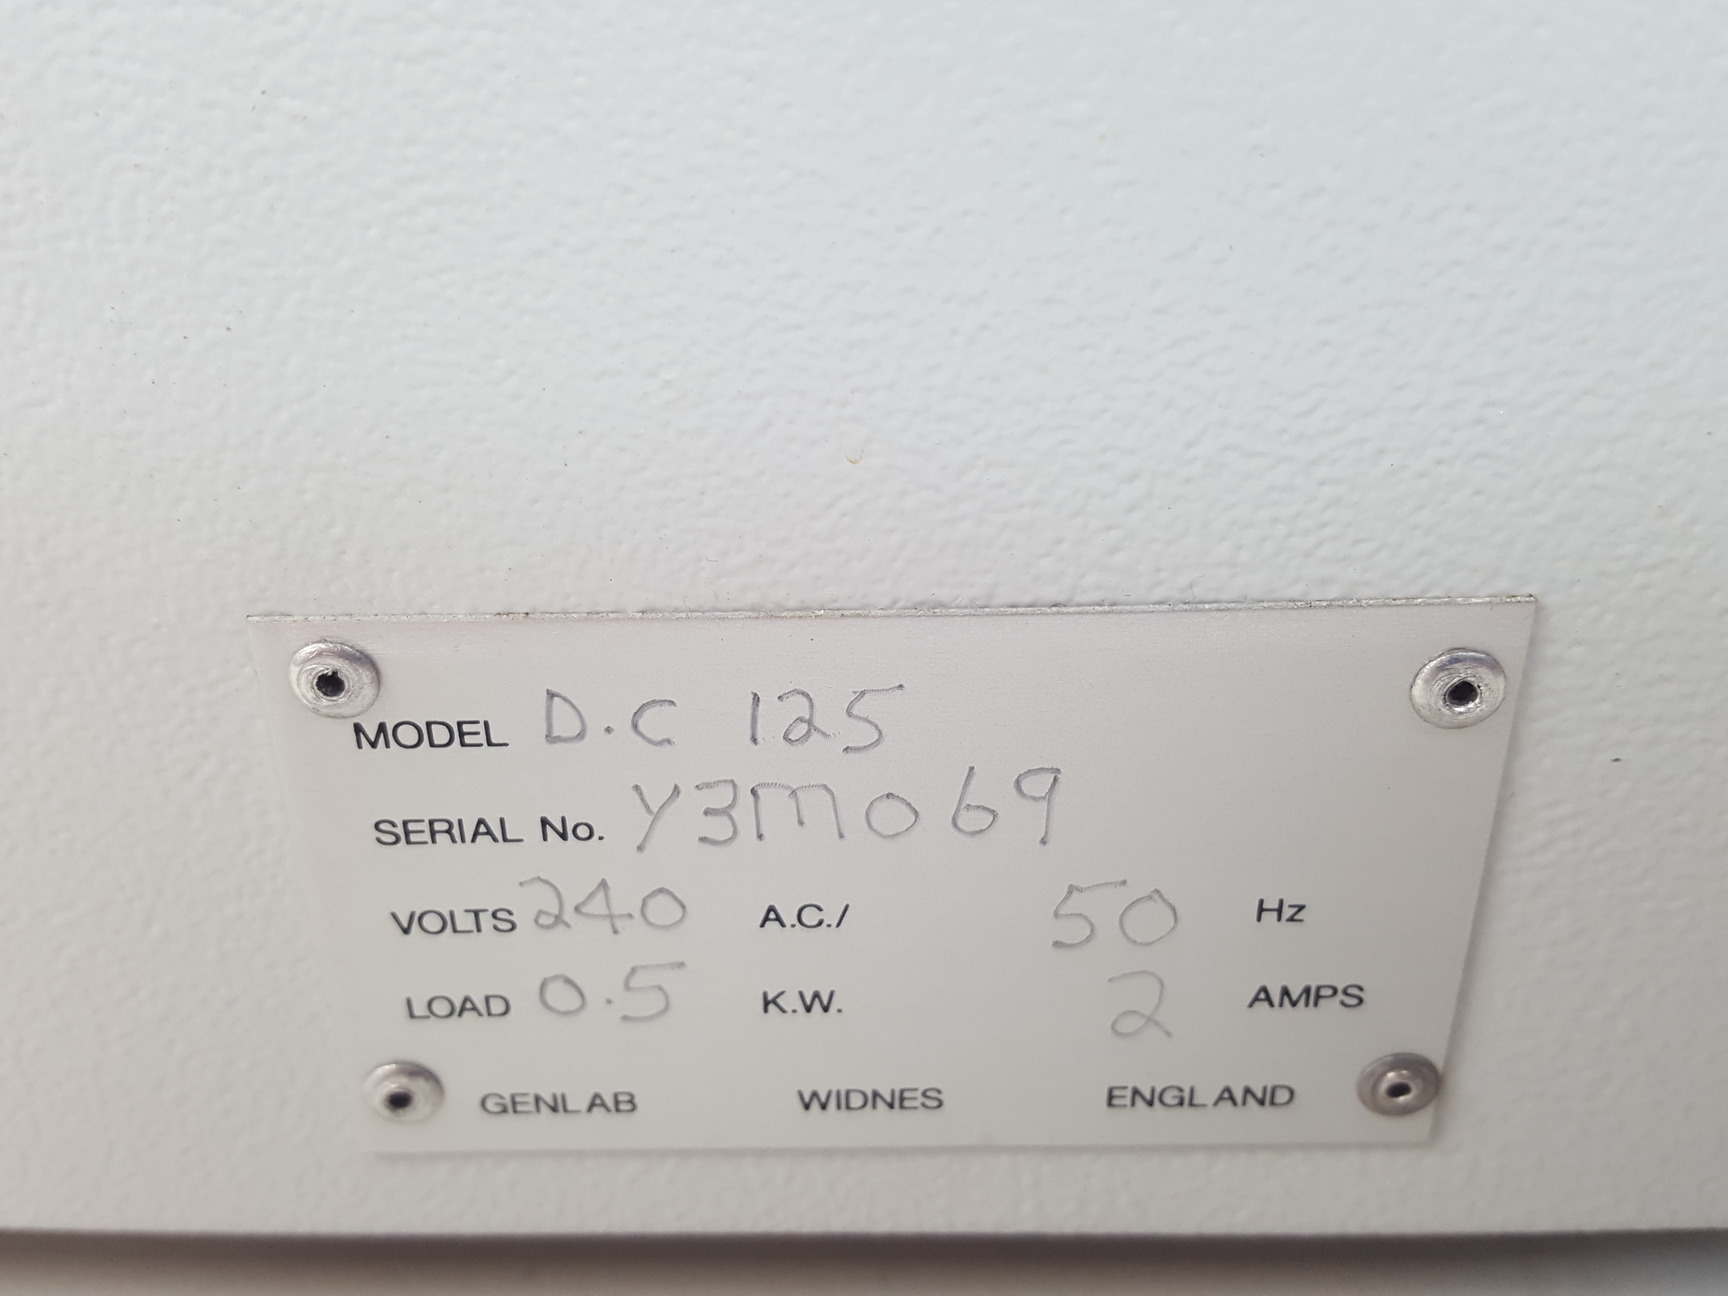 MODEL D.C 125
SERIAL No. Y3M069
VOLTS 240 A.C./ 50 Hz
LOAD 0.5 K.W. 2 AMPS
GENLAB WIDNES ENGLAND